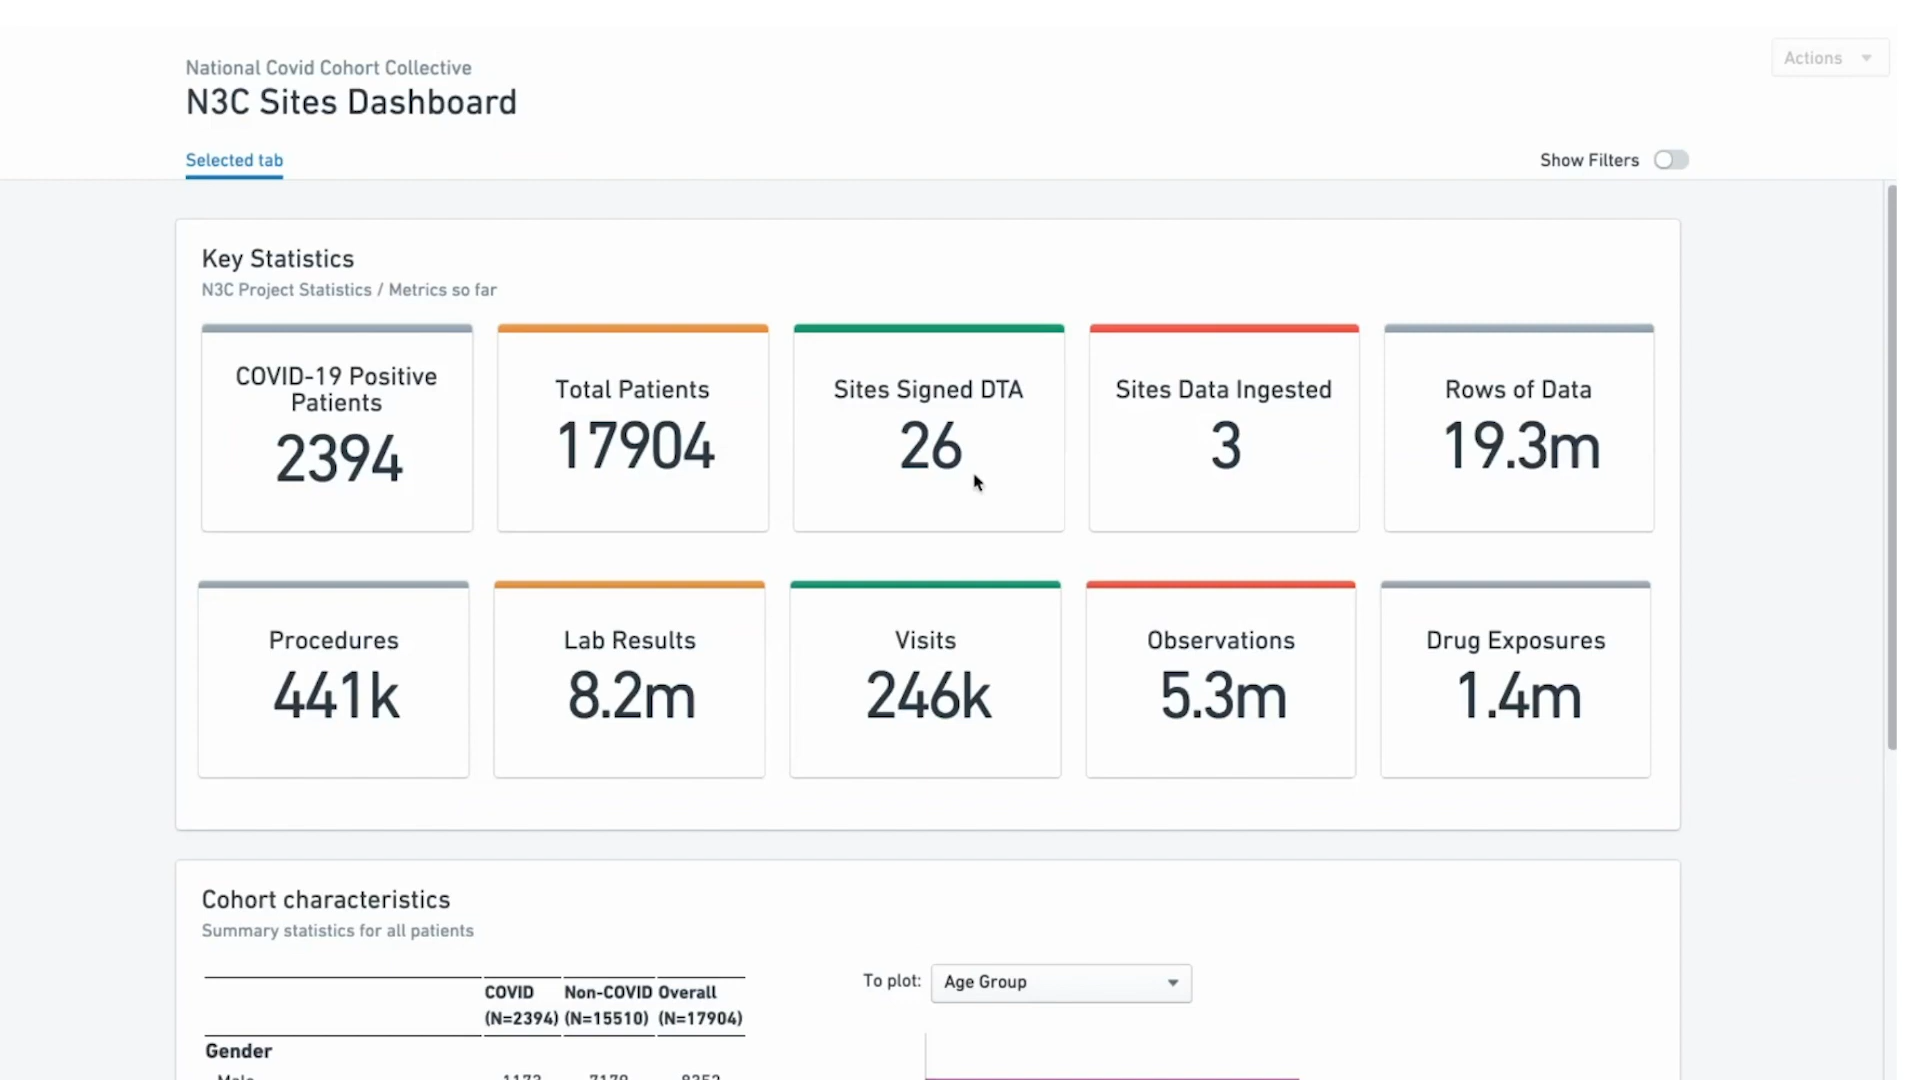 National Covid Cohort Collective
N3C Sites Dashboard
Actions
Selected tab
Show Filters
Key Statistics
N3C Project Statistics / Metrics so far
COVID-19 Positive
Patients
2394
Total Patients
17904
Sites Signed DTA
26
Sites Data Ingested
3
Rows of Data
19.3m
Procedures
441k
Lab Results
8.2m
Visits
246k
Observations
5.3m
Drug Exposures
1.4m
Cohort characteristics
Summary statistics for all patients
COVID Non-COVID Overall
(N=2394) (N=15510) (N=17904)
Gender
To plot: Age Group